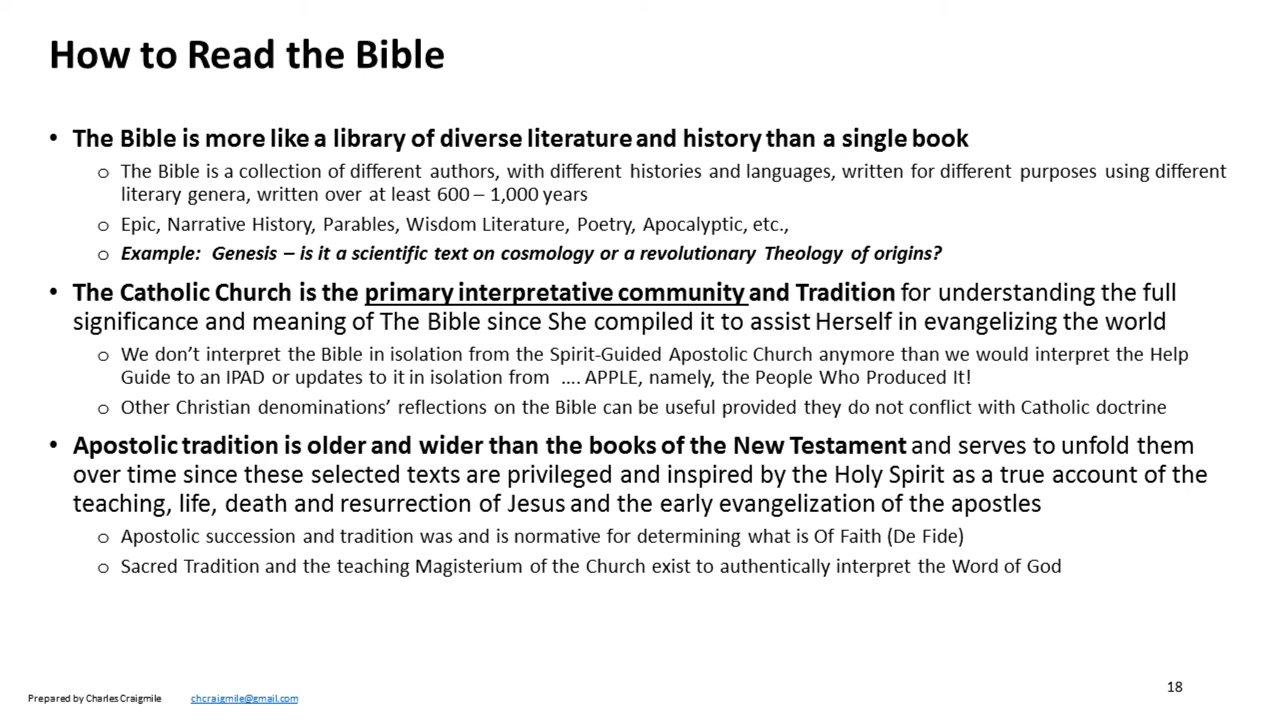 How to Read the Bible
• The Bible is more like a library of diverse literature and history than a single book
o The Bible is a collection of different authors, with different histories and languages, written for different purposes using different
literary genera, written over at least 600 – 1,000 years
o Epic, Narrative History, Parables, Wisdom Literature, Poetry, Apocalyptic, etc.,
o Example: Genesis – is it a scientific text on cosmology or a revolutionary Theology of origins?
• The Catholic Church is the primary interpretative community and Tradition for understanding the full
significance and meaning of The Bible since She compiled it to assist Herself in evangelizing the world
o We don’t interpret the Bible in isolation from the Spirit-Guided Apostolic Church anymore than we would interpret the Help
Guide to an IPAD or updates to it in isolation from …. APPLE, namely, the People Who Produced It!
o Other Christian denominations’ reflections on the Bible can be useful provided they do not conflict with Catholic doctrine
• Apostolic tradition is older and wider than the books of the New Testament and serves to unfold them
over time since these selected texts are privileged and inspired by the Holy Spirit as a true account of the
teaching, life, death and resurrection of Jesus and the early evangelization of the apostles
o Apostolic succession and tradition was and is normative for determining what is Of Faith (De Fide)
o Sacred Tradition and the teaching Magisterium of the Church exist to authentically interpret the Word of God
Prepared by Charles Craigmile chcraigmile@gmail.com
18